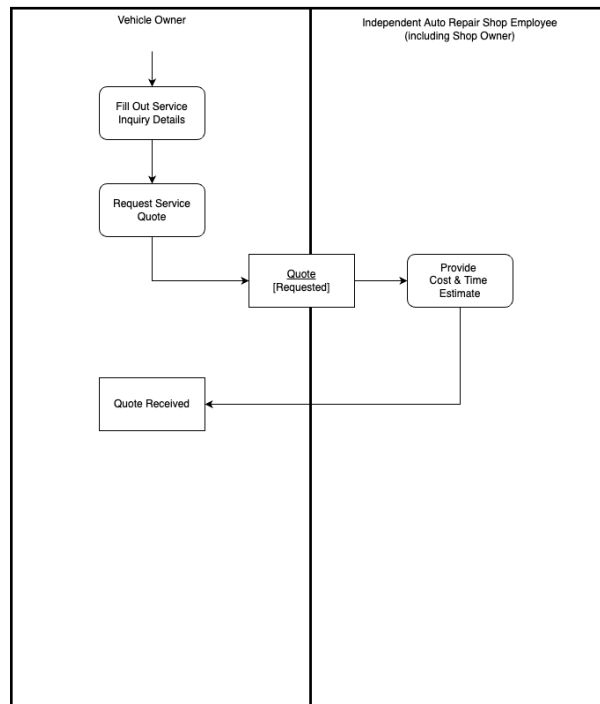 Vehicle Owner
Independent Auto Repair Shop Employee
(including Shop Owner)
Fill Out Service
Inquiry Details
Request Service
Quote
Quote
[Requested]
Provide
Cost & Time
Estimate
Quote Received